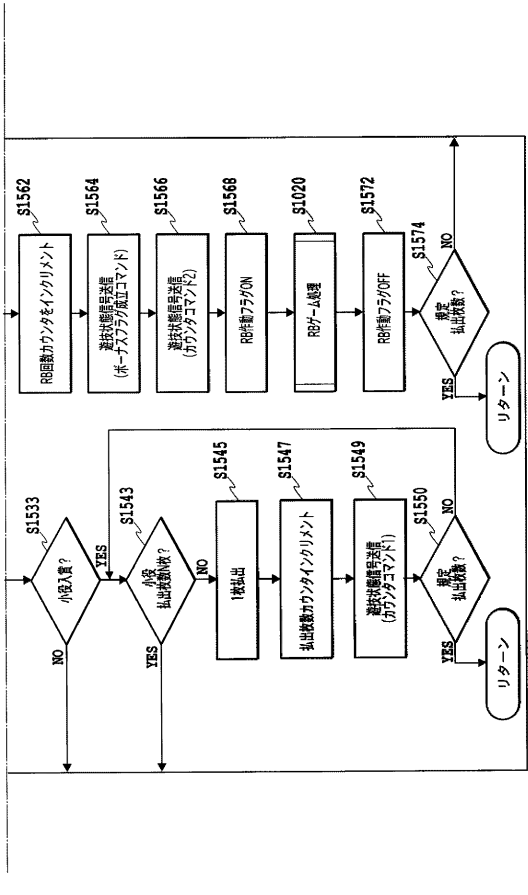 S1533
小役入賞?
NO
YES
S1543
小役
払出枚数N枚?
YES
NO
S1545
1枚払出
S1547
払出枚数カウンタインクリメント
S1549
遊技状態信号送信
(カウンタコマンド1)
S1550
規定
払出枚数?
YES
NO
リターン
S1562
RB回数カウンタをインクリメント
S1564
遊技状態信号送信
(ボーナスフラグ成立コマンド)
S1566
遊技状態信号送信
(カウンタコマンド2)
S1568
RB作動フラグON
S1020
RBゲーム処理
S1572
RB作動フラグOFF
S1574
規定
払出枚数?
YES
NO
リターン